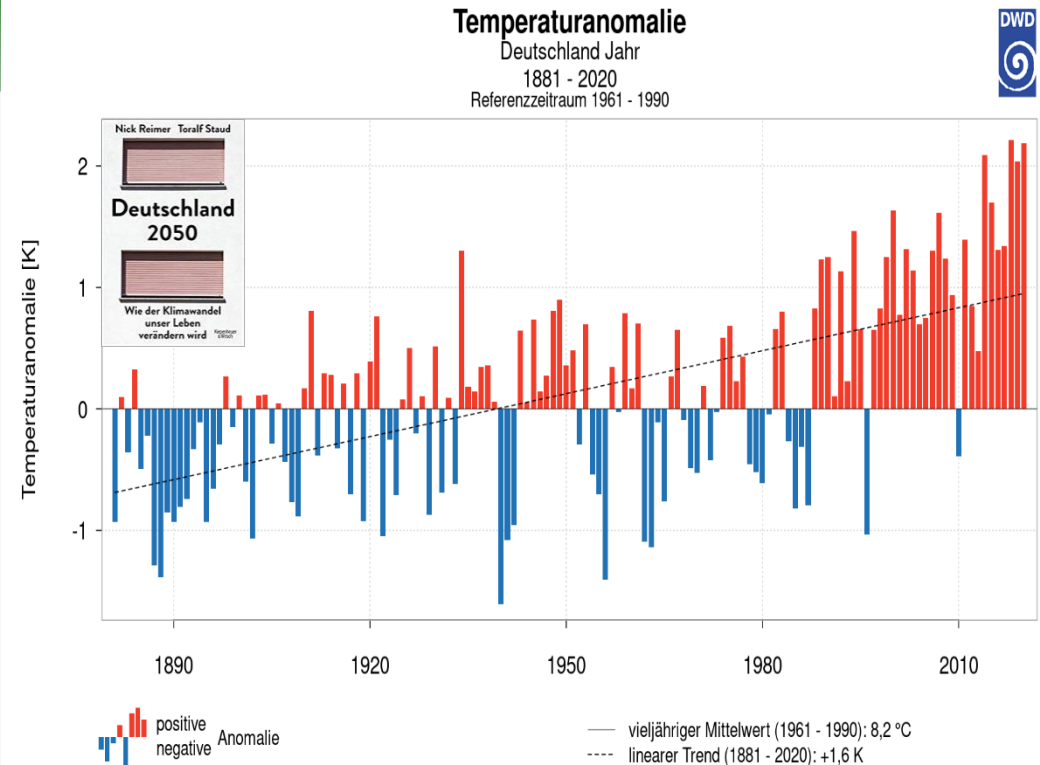 Temperaturanomalie
Deutschland Jahr
1881 - 2020
Referenzzeitraum 1961 - 1990
DWD
Nick Reimer Toralf Staud
Deutschland
2050
Wie der Klimawandel
unser Leben
verändern wird
Temperaturanomalie [K]
2
1
0
-1
1890
1920
1950
1980
2010
positive
negative
Anomalie
vieljähriger Mittelwert (1961 - 1990): 8,2 °C
linearer Trend (1881 - 2020): +1,6 K